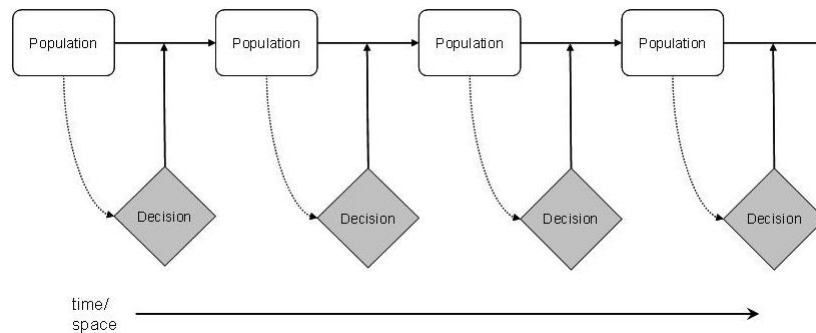 Population
Population
Population
Population
Decision
Decision
Decision
Decision
time/
space